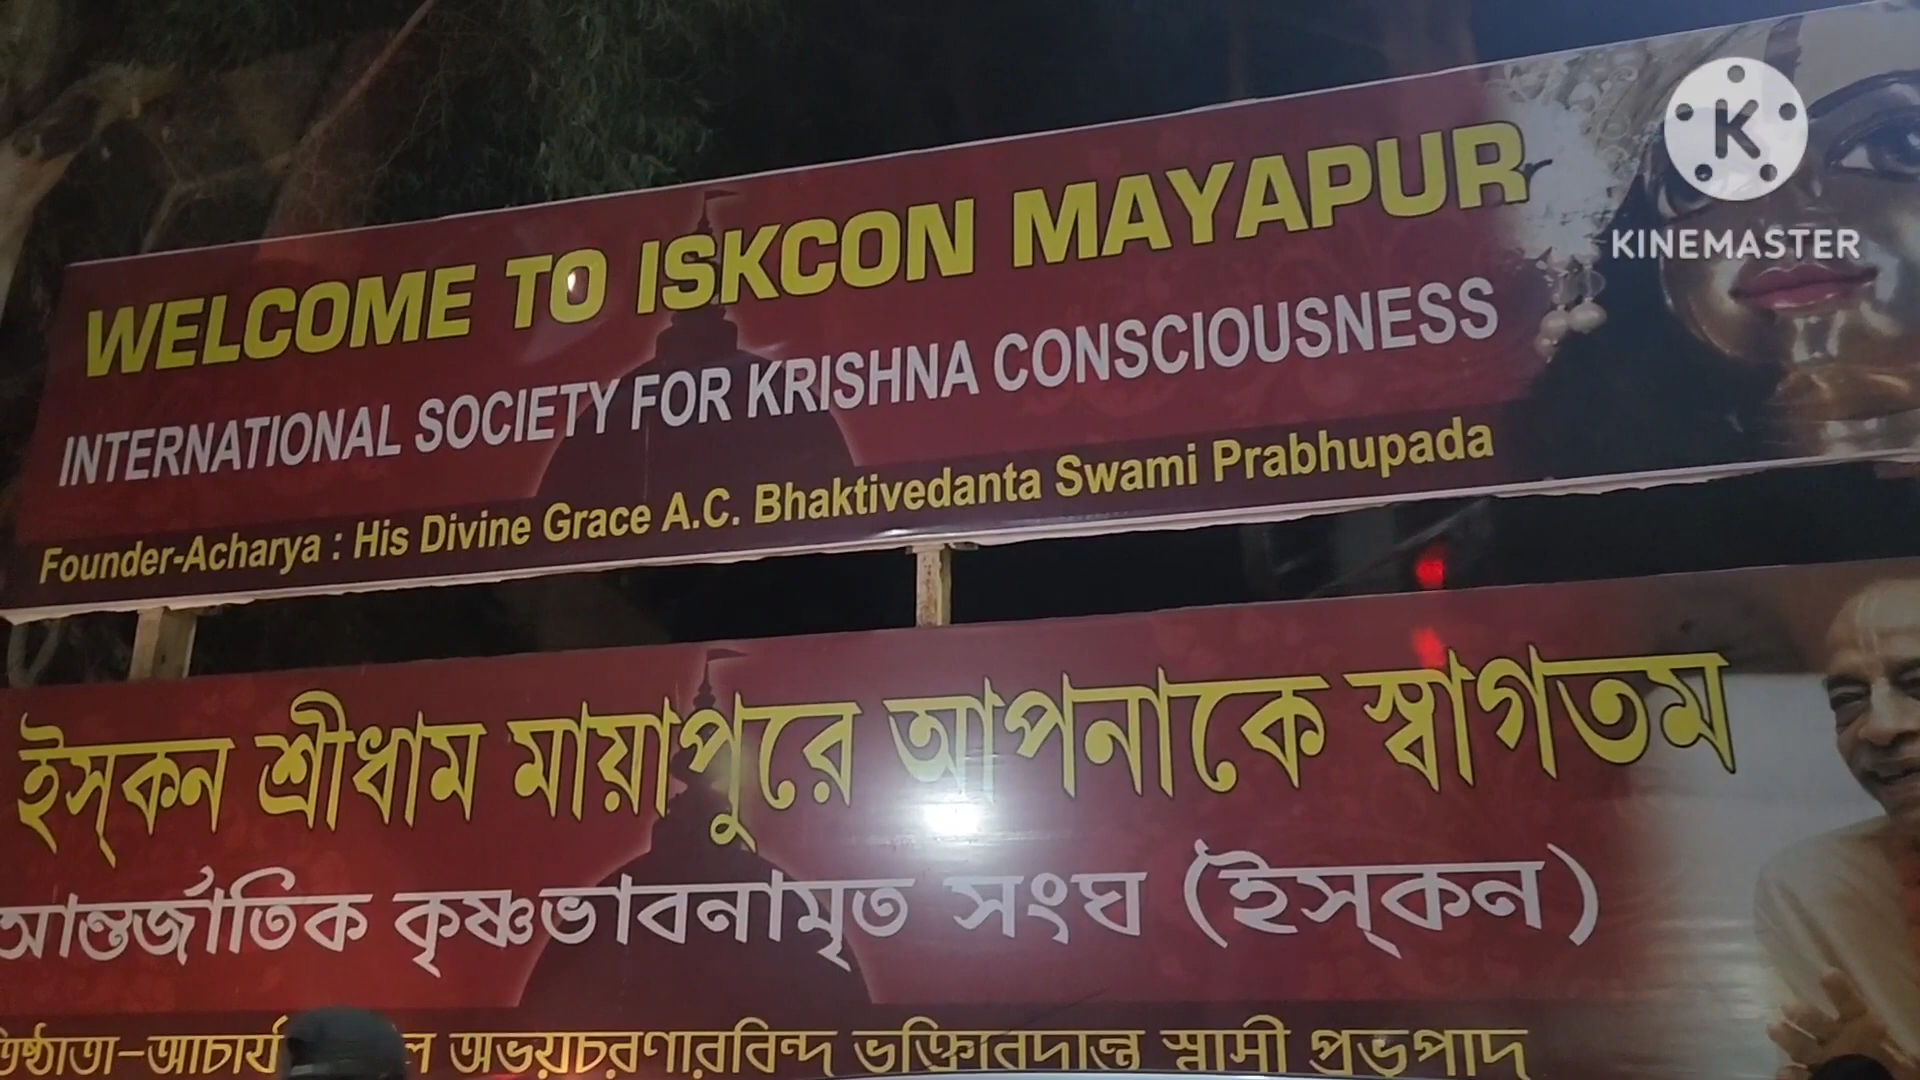 WELCOME TO ISKCON MAYAPUR
INTERNATIONAL SOCIETY FOR KRISHNA CONSCIOUSNESS
Founder-Acharya : His Divine Grace A.C. Bhaktivedanta Swami Prabhupada
K
KINEMASTER
ইস্‌কন শ্রীধাম মায়াপুরে আপনাকে স্বাগতম
আন্তর্জাতিক কৃষ্ণভাবনামৃত সংঘ (ইস্‌কন)
আচার্য অভয়চরণারবিন্দ ভক্তিবেদান্ত স্বামী প্রভুপাদ